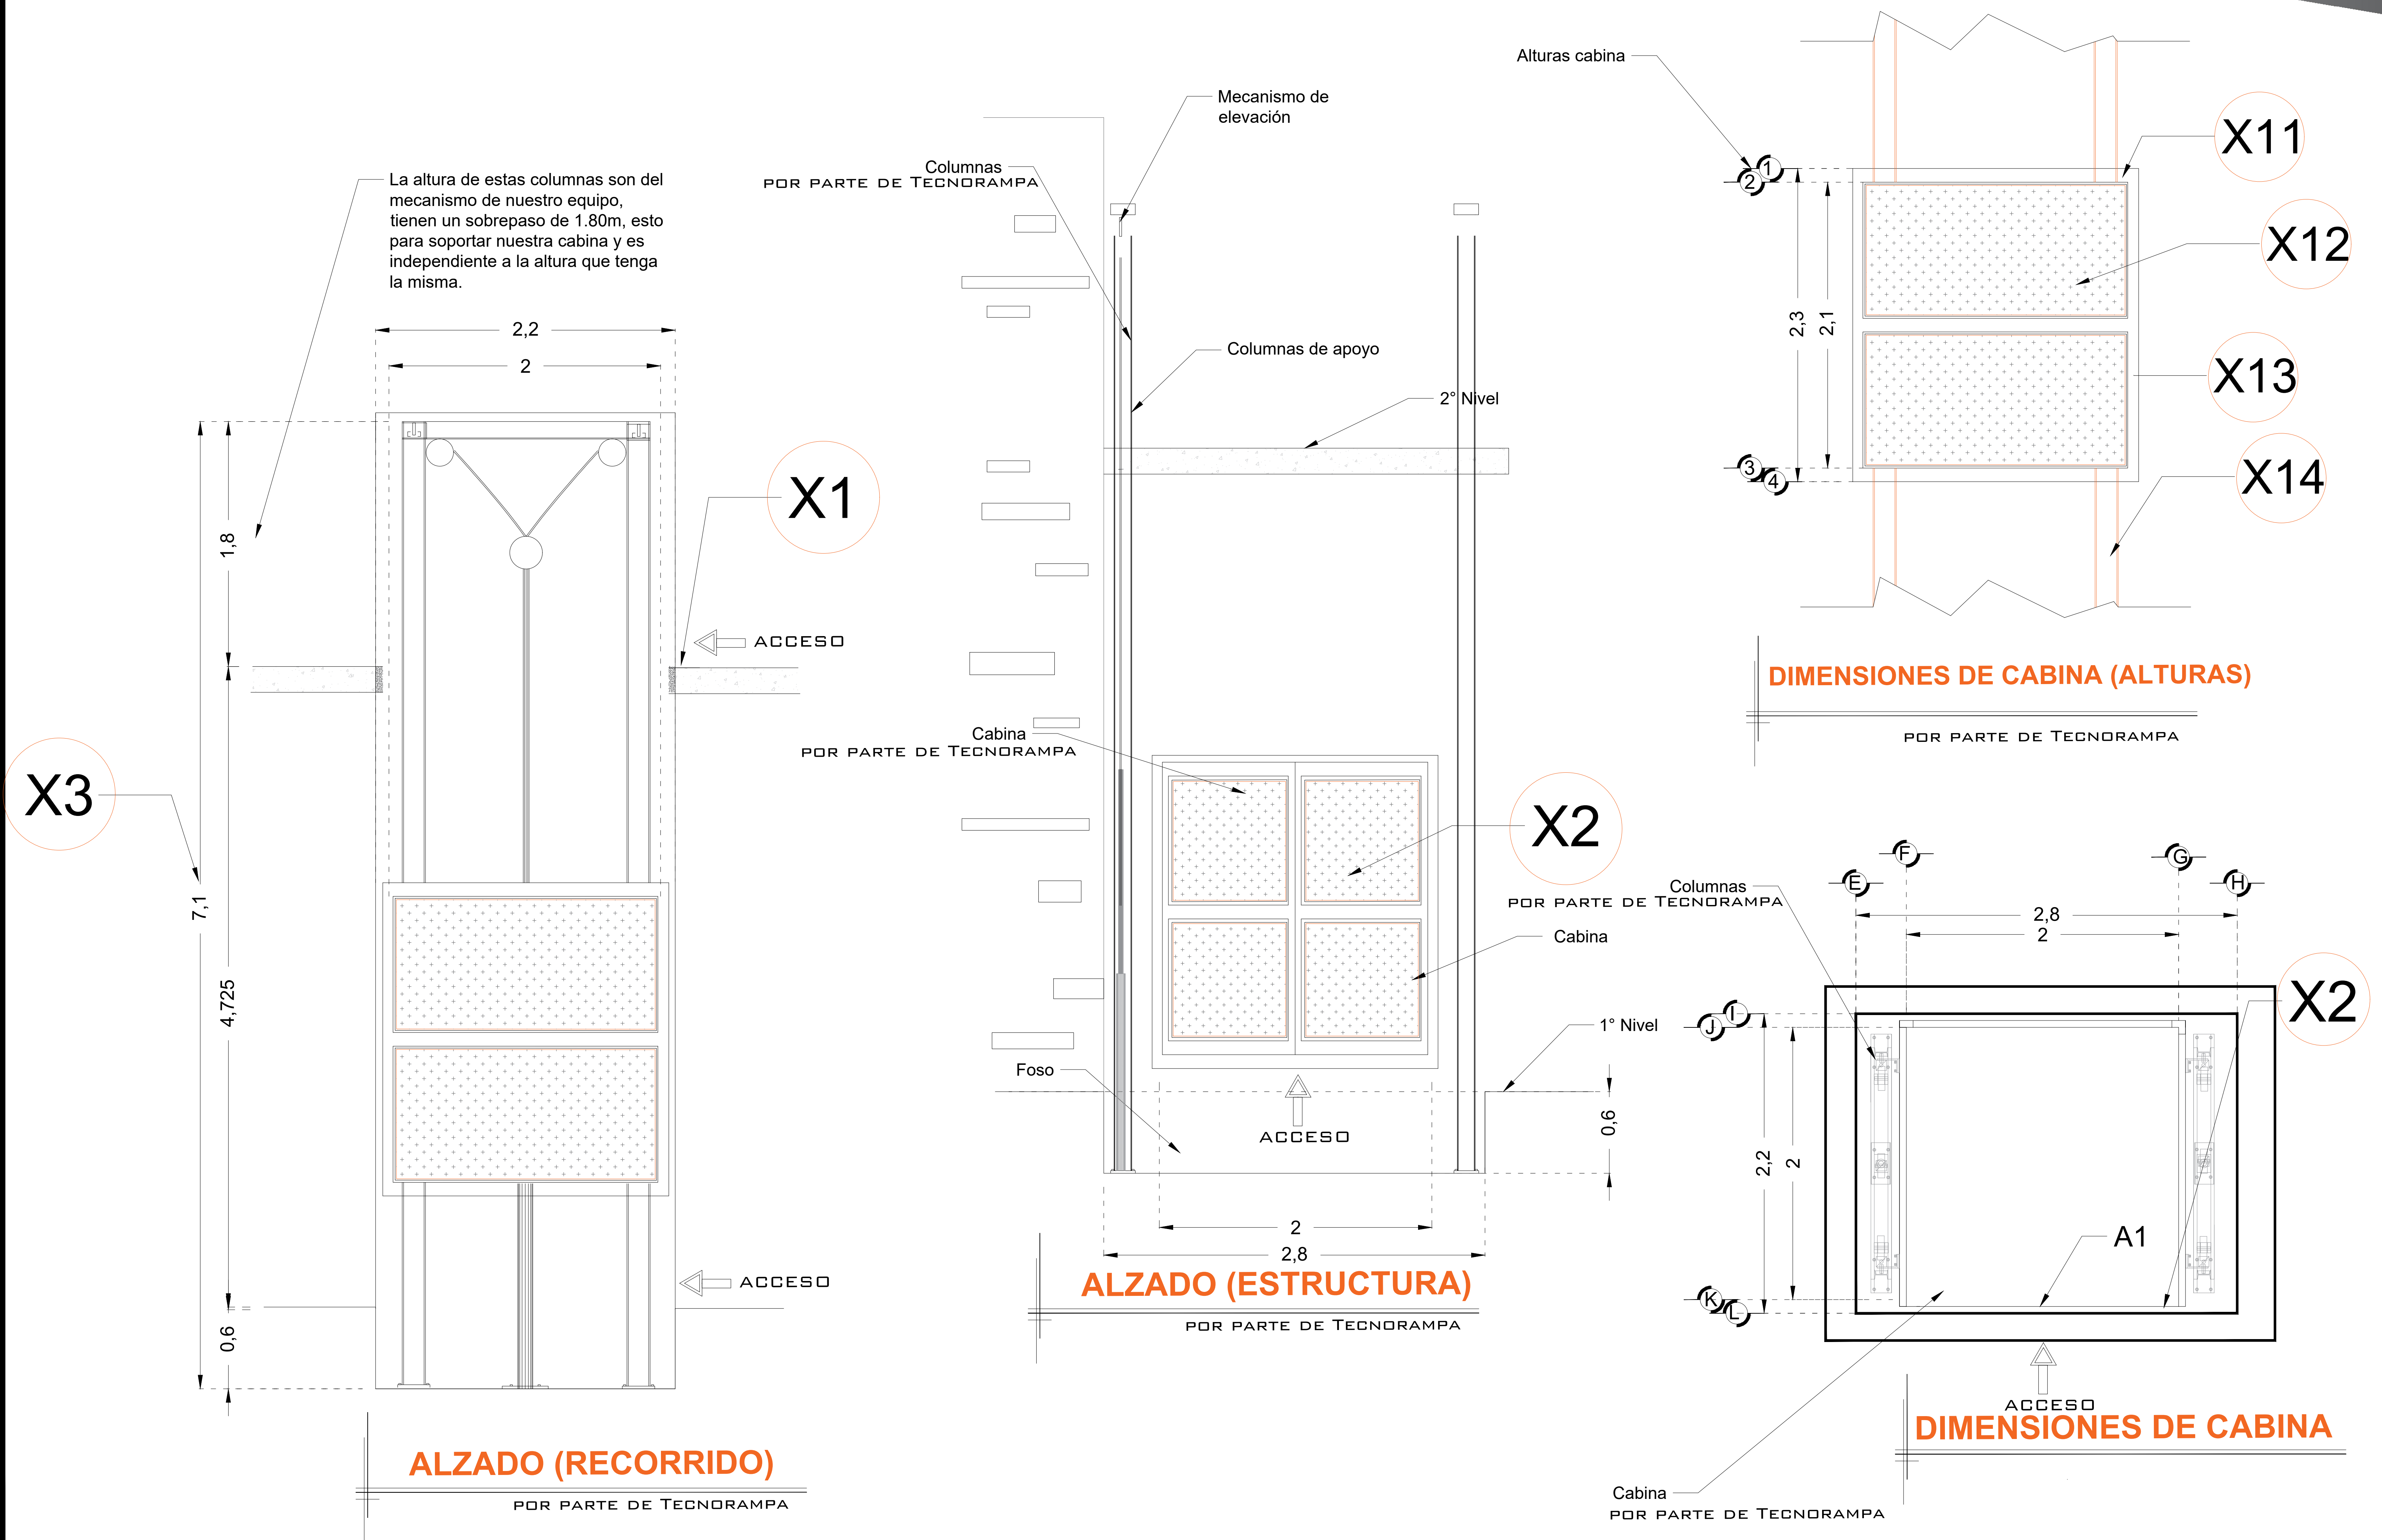 La altura de estas columnas son del
mecanismo de nuestro equipo,
tienen un sobrepaso de 1.80m, esto
para soportar nuestra cabina y es
independiente a la altura que tenga
la misma.
2,2
2
1,8
X1
ACCESO
X3
7,1
4,725
ACCESO
0,6
ALZADO (RECORRIDO)
POR PARTE DE TECNORAMPA
Mecanismo de
elevación
Columnas
POR PARTE DE TECNORAMPA
Columnas de apoyo
2° Nivel
Cabina
POR PARTE DE TECNORAMPA
X2
Cabina
1° Nivel
Foso
0,6
ACCESO
2
2,8
ALZADO (ESTRUCTURA)
POR PARTE DE TECNORAMPA
Alturas cabina
X11
1
2
X12
2,3
2,1
X13
3
4
X14
DIMENSIONES DE CABINA (ALTURAS)
POR PARTE DE TECNORAMPA
F
G
E
H
Columnas
POR PARTE DE TECNORAMPA
2,8
2
X2
I
J
2,2
2
A1
K
L
ACCESO
DIMENSIONES DE CABINA
Cabina
POR PARTE DE TECNORAMPA